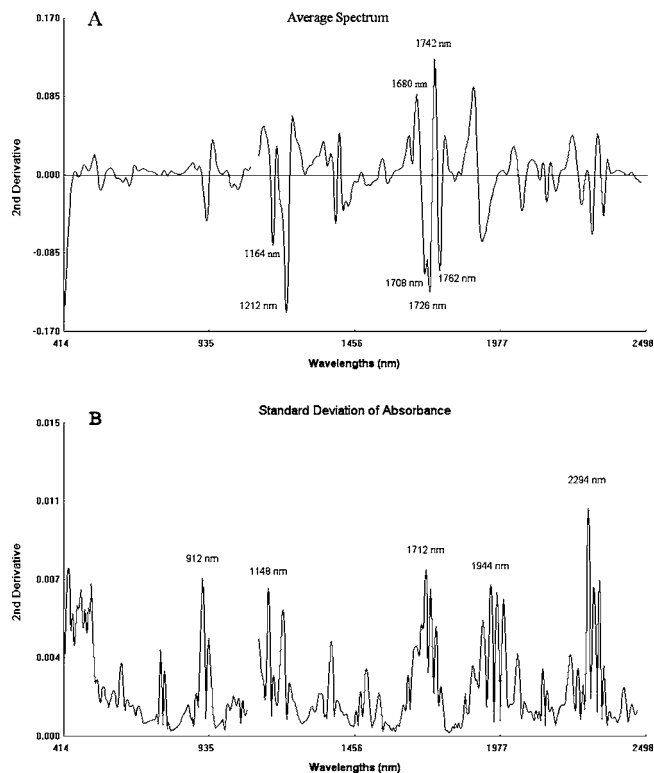 A
Average Spectrum
0.170
0.085
0.000
-0.085
-0.170
2nd Derivative
1742 nm
1680 nm
1164 nm
1212 nm
1708 nm
1762 nm
1726 nm
414
935
1456
1977
2498
Wavelengths (nm)
B
Standard Deviation of Absorbance
0.015
0.011
0.007
0.004
0.000
2nd Derivative
2294 nm
912 nm
1148 nm
1712 nm
1944 nm
414
935
1456
1977
2498
Wavelengths (nm)